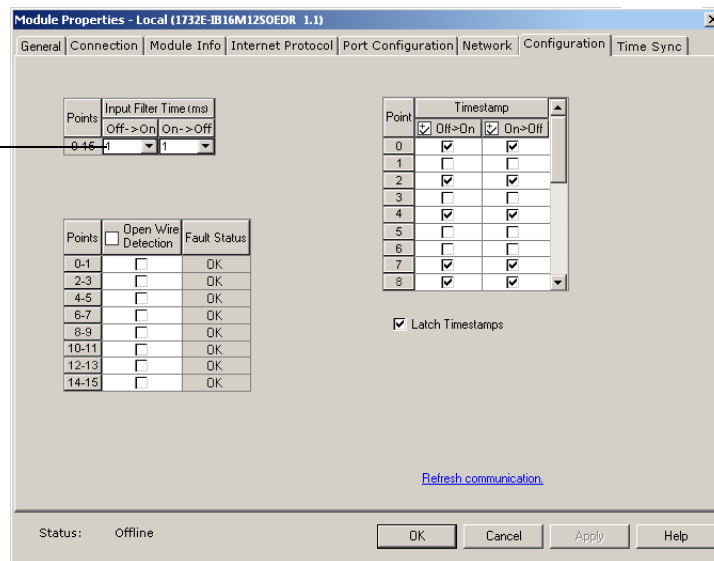 Module Properties - Local (1732E-IB16M12SOEDR 1.1)
General Connection Module Info Internet Protocol Port Configuration Network Configuration Time Sync
Points Input Filter Time (ms)
Off->On On->Off
0-15 1 1
Points Open Wire Detection Fault Status
0-1 OK
2-3 OK
4-5 OK
6-7 OK
8-9 OK
10-11 OK
12-13 OK
14-15 OK
Point Timestamp
Off->On On->Off
0
1
2
3
4
5
6
7
8
Latch Timestamps
Refresh communication.
Status: Offline
OK Cancel Apply Help